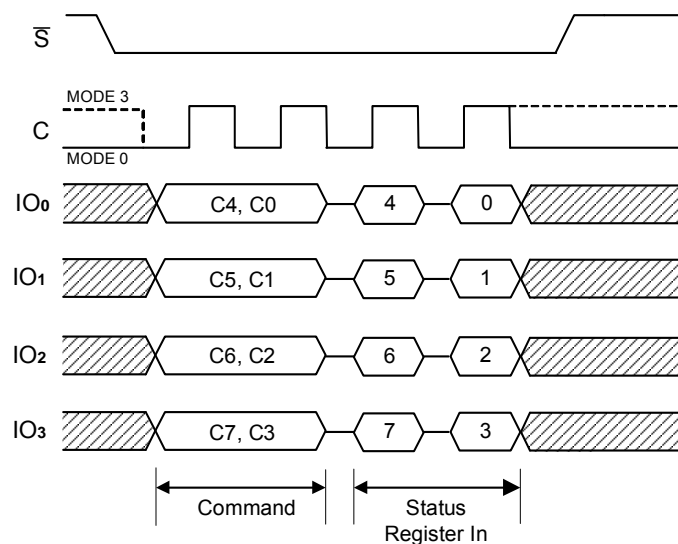 S̅
MODE 3
C
MODE 0
IO₀ C4, C0 4 0
IO₁ C5, C1 5 1
IO₂ C6, C2 6 2
IO₃ C7, C3 7 3
Command Status
Register In